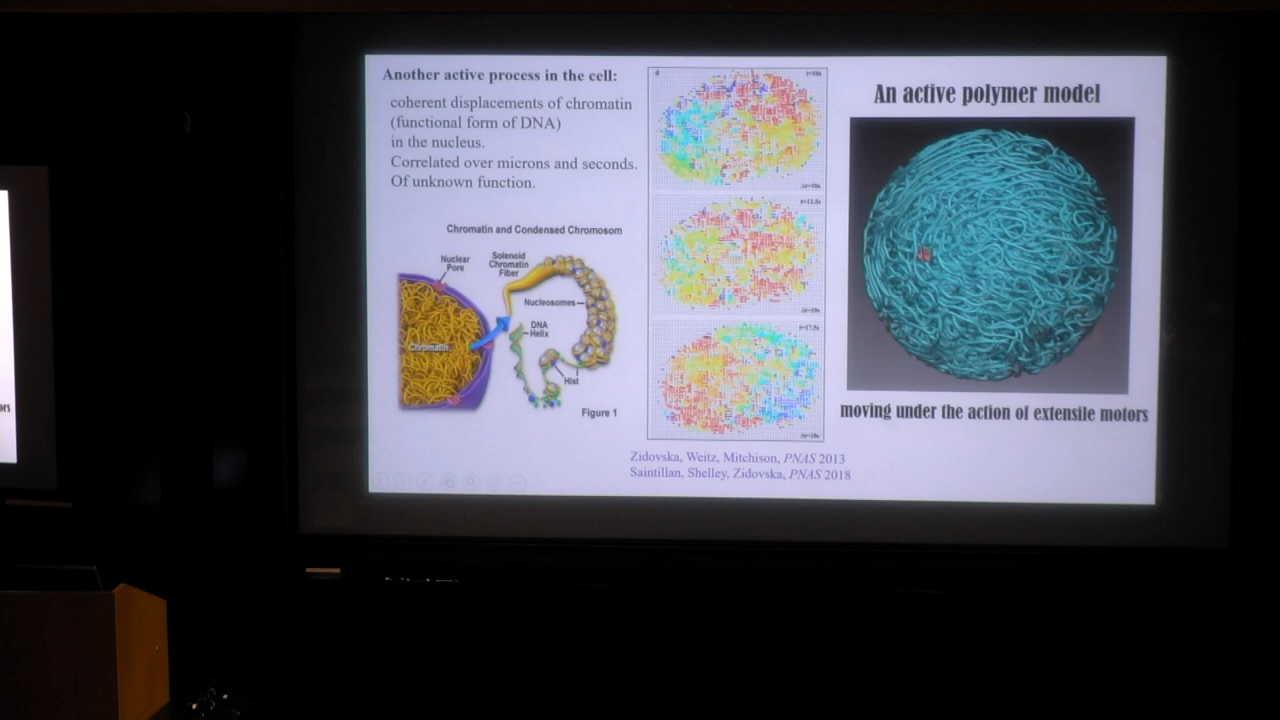 Another active process in the cell:
coherent displacements of chromatin
(functional form of DNA)
in the nucleus.
Correlated over microns and seconds.
Of unknown function.
Chromatin and Condensed Chromosom
Nuclear
Pore
Solenoid
Chromatin
Fiber
Nucleosomes
DNA
Helix
Chromatin
Hist
Figure 1
Zidovska, Weitz, Mitchison, PNAS 2013
Saintillan, Shelley, Zidovska, PNAS 2018
An active polymer model
moving under the action of extensile motors